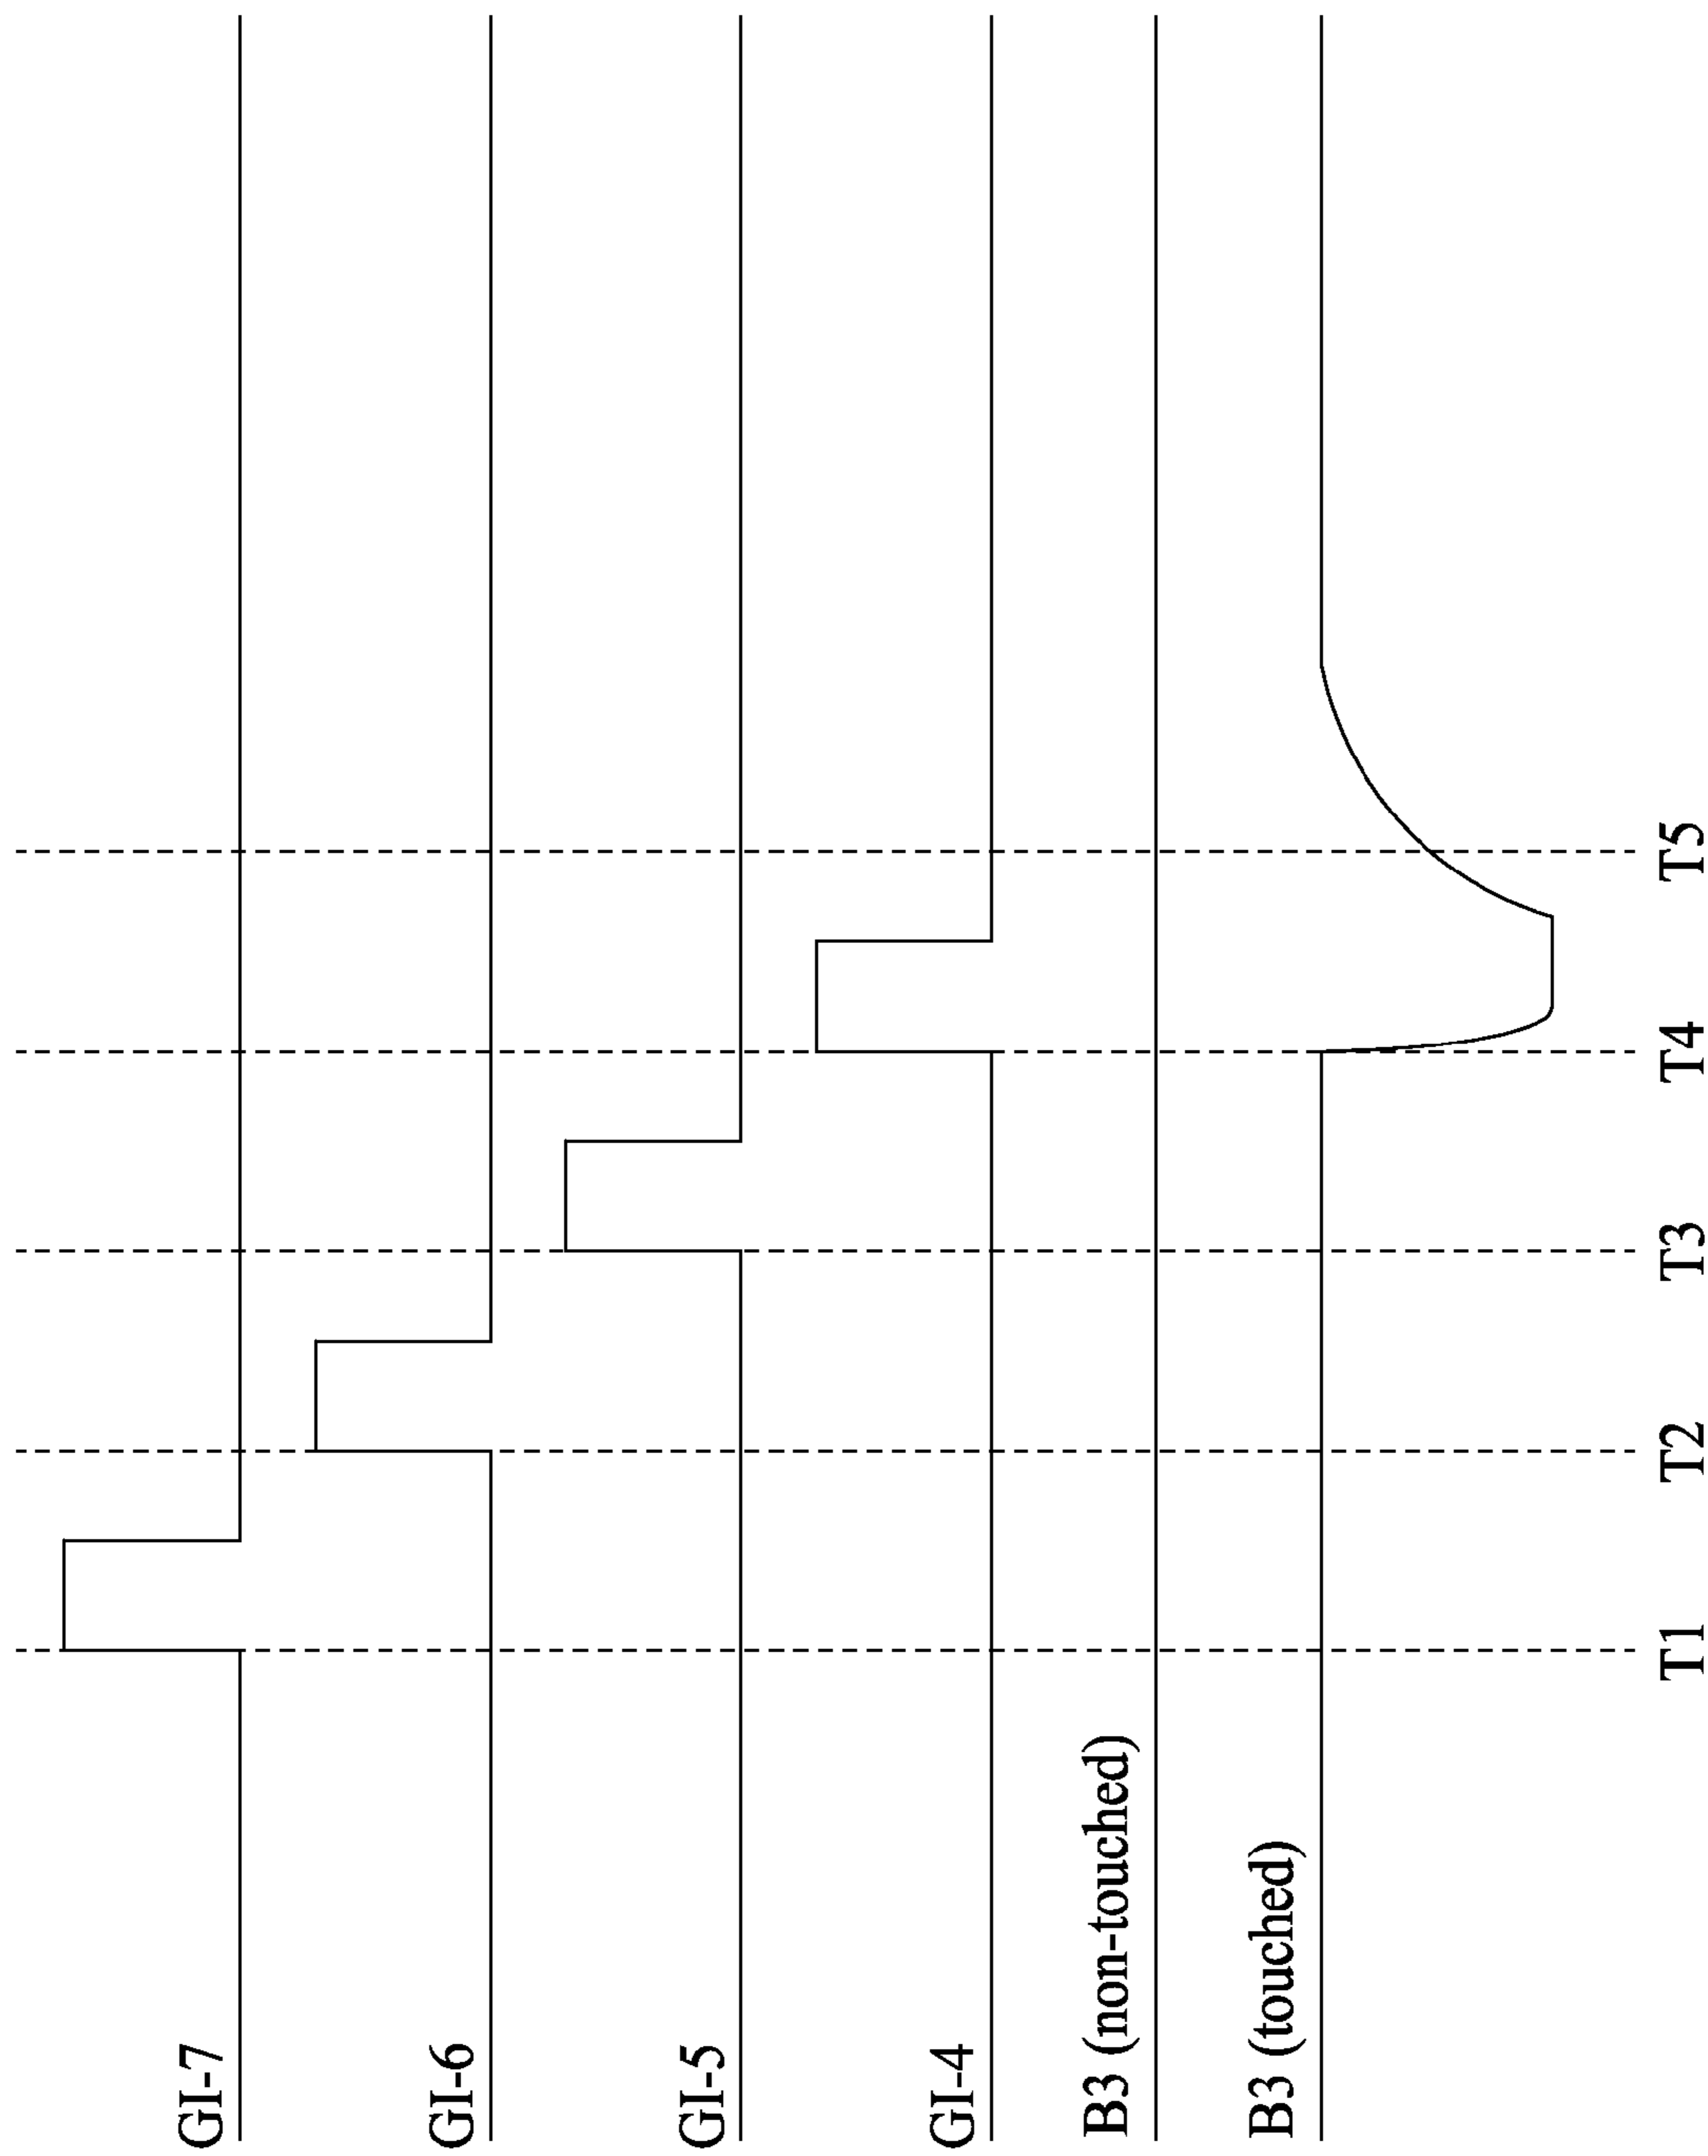 GI-7
GI-6
GI-5
GI-4
B3 (non-touched)
B3 (touched)
T1 T2 T3 T4 T5